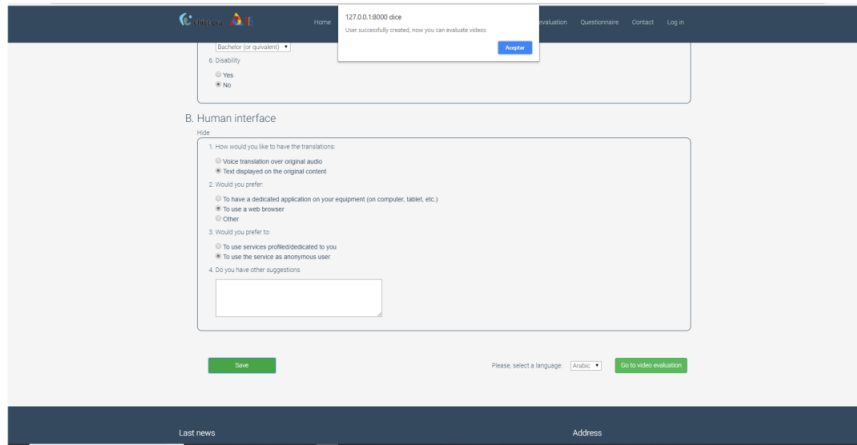 127.0.0.1:8000 dice
User successfully created, now you can evaluate videos
Aceptar
Home
evaluation Questionnaire Contact Log in
Bachelor (or quivalent)
6. Disability
Yes
No
B. Human interface
Hide
1. How would you like to have the translations:
Voice translation over original audio
Text displayed on the original content
2. Would you prefer:
To have a dedicated application on your equipment (on computer, tablet, etc.)
To use a web browser
Other
3. Would you prefer to:
To use services profiled/dedicated to you
To use the service as anonymous user
4. Do you have other suggestions
Save
Please, select a language: Arabic
Go to video evaluation
Last news
Address